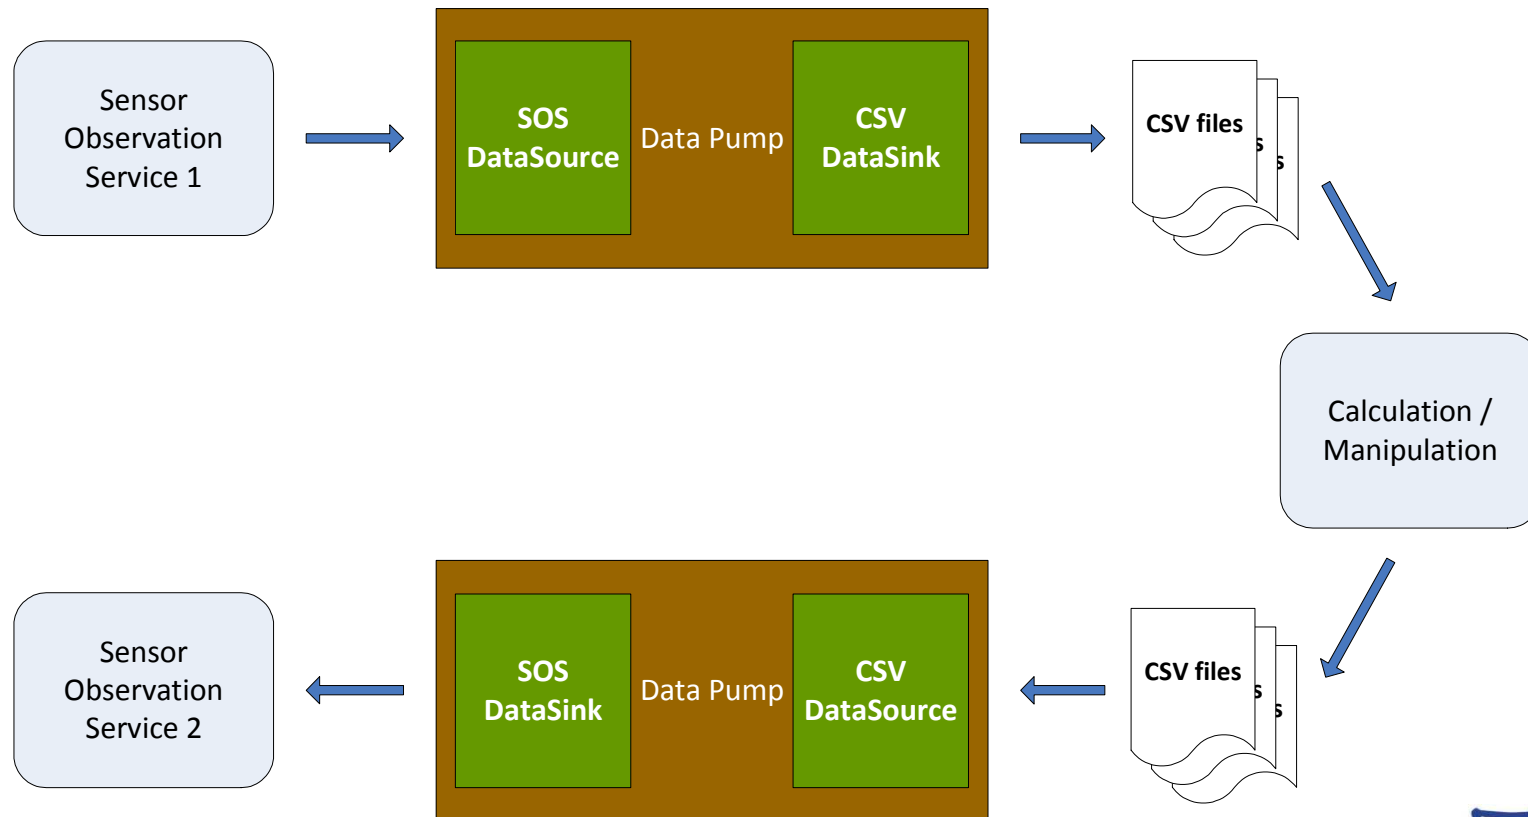 Sensor
Observation
Service 1
SOS
DataSource
Data Pump
CSV
DataSink
CSV files
s
s
Calculation /
Manipulation
Sensor
Observation
Service 2
SOS
DataSink
Data Pump
CSV
DataSource
CSV files
s
s